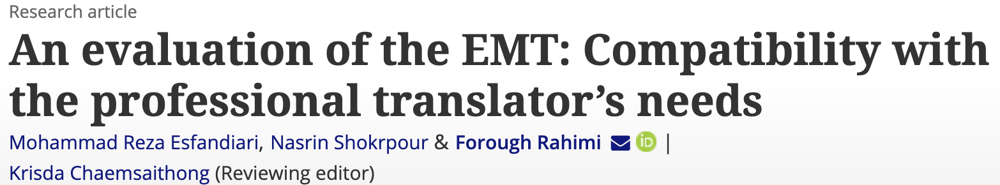 Research article
An evaluation of the EMT: Compatibility with
the professional translator’s needs
Mohammad Reza Esfandiari, Nasrin Shokrpour & Forough Rahimi iD |
Krisda Chaemsaithong (Reviewing editor)